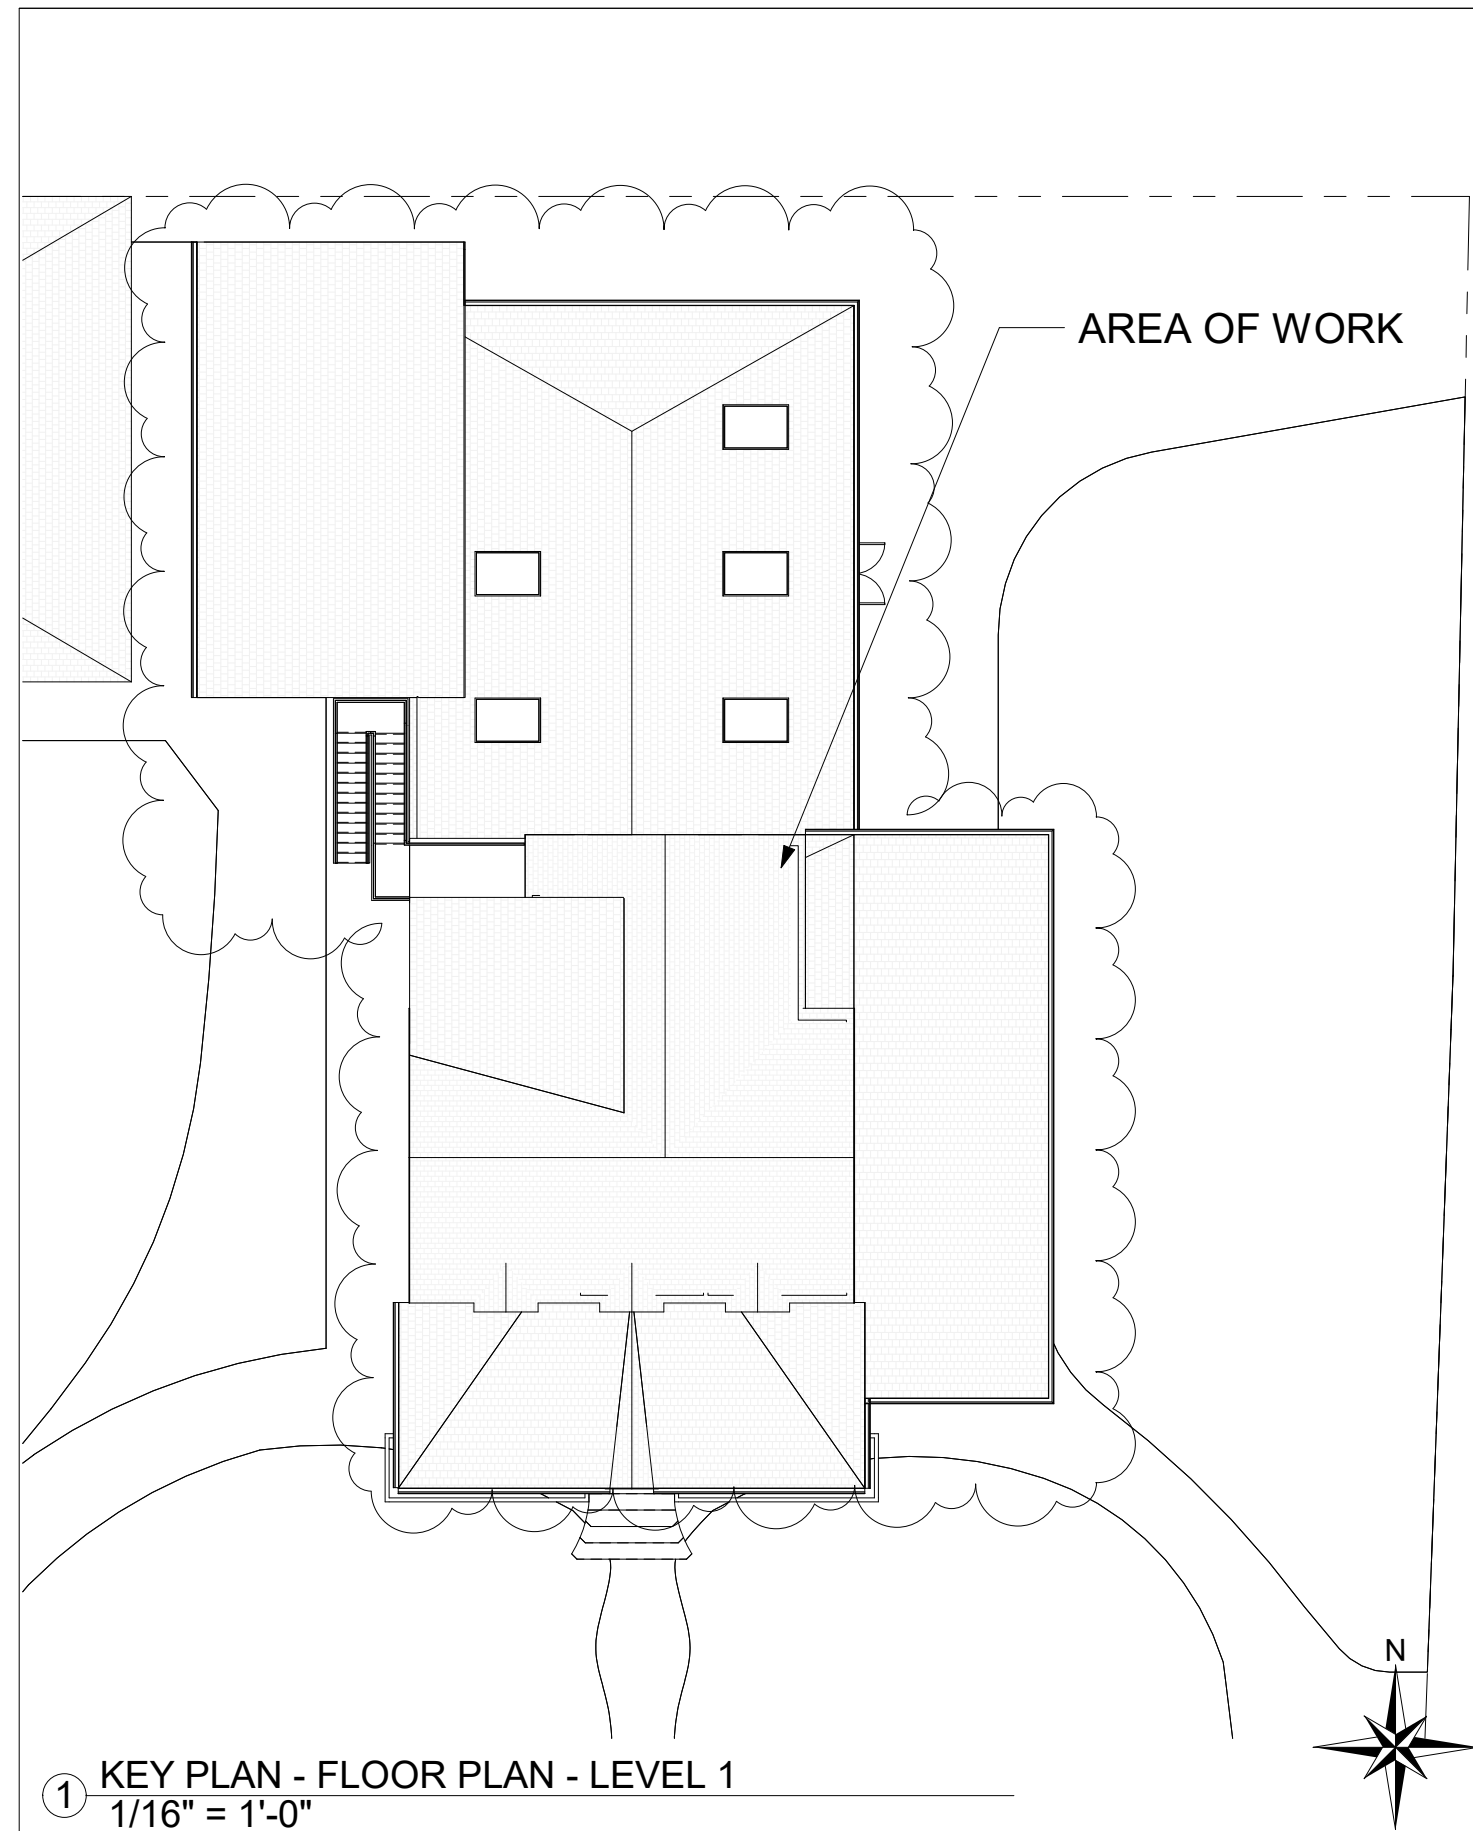 AREA OF WORK
N
1
KEY PLAN - FLOOR PLAN - LEVEL 1
1/16" = 1'-0"